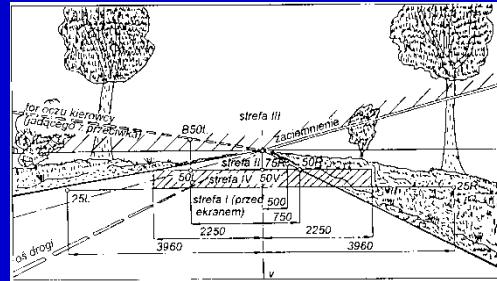 strefa III
tor oczu kierowcy
(jadącego z przeciwka)
B50L
zaciemnienie
strefa II 75R 50R
50L strefa IV 50V
25L
25R
strefa I (przed
ekranem)
500
750
2250 2250
3960 3960
oś drogi
v